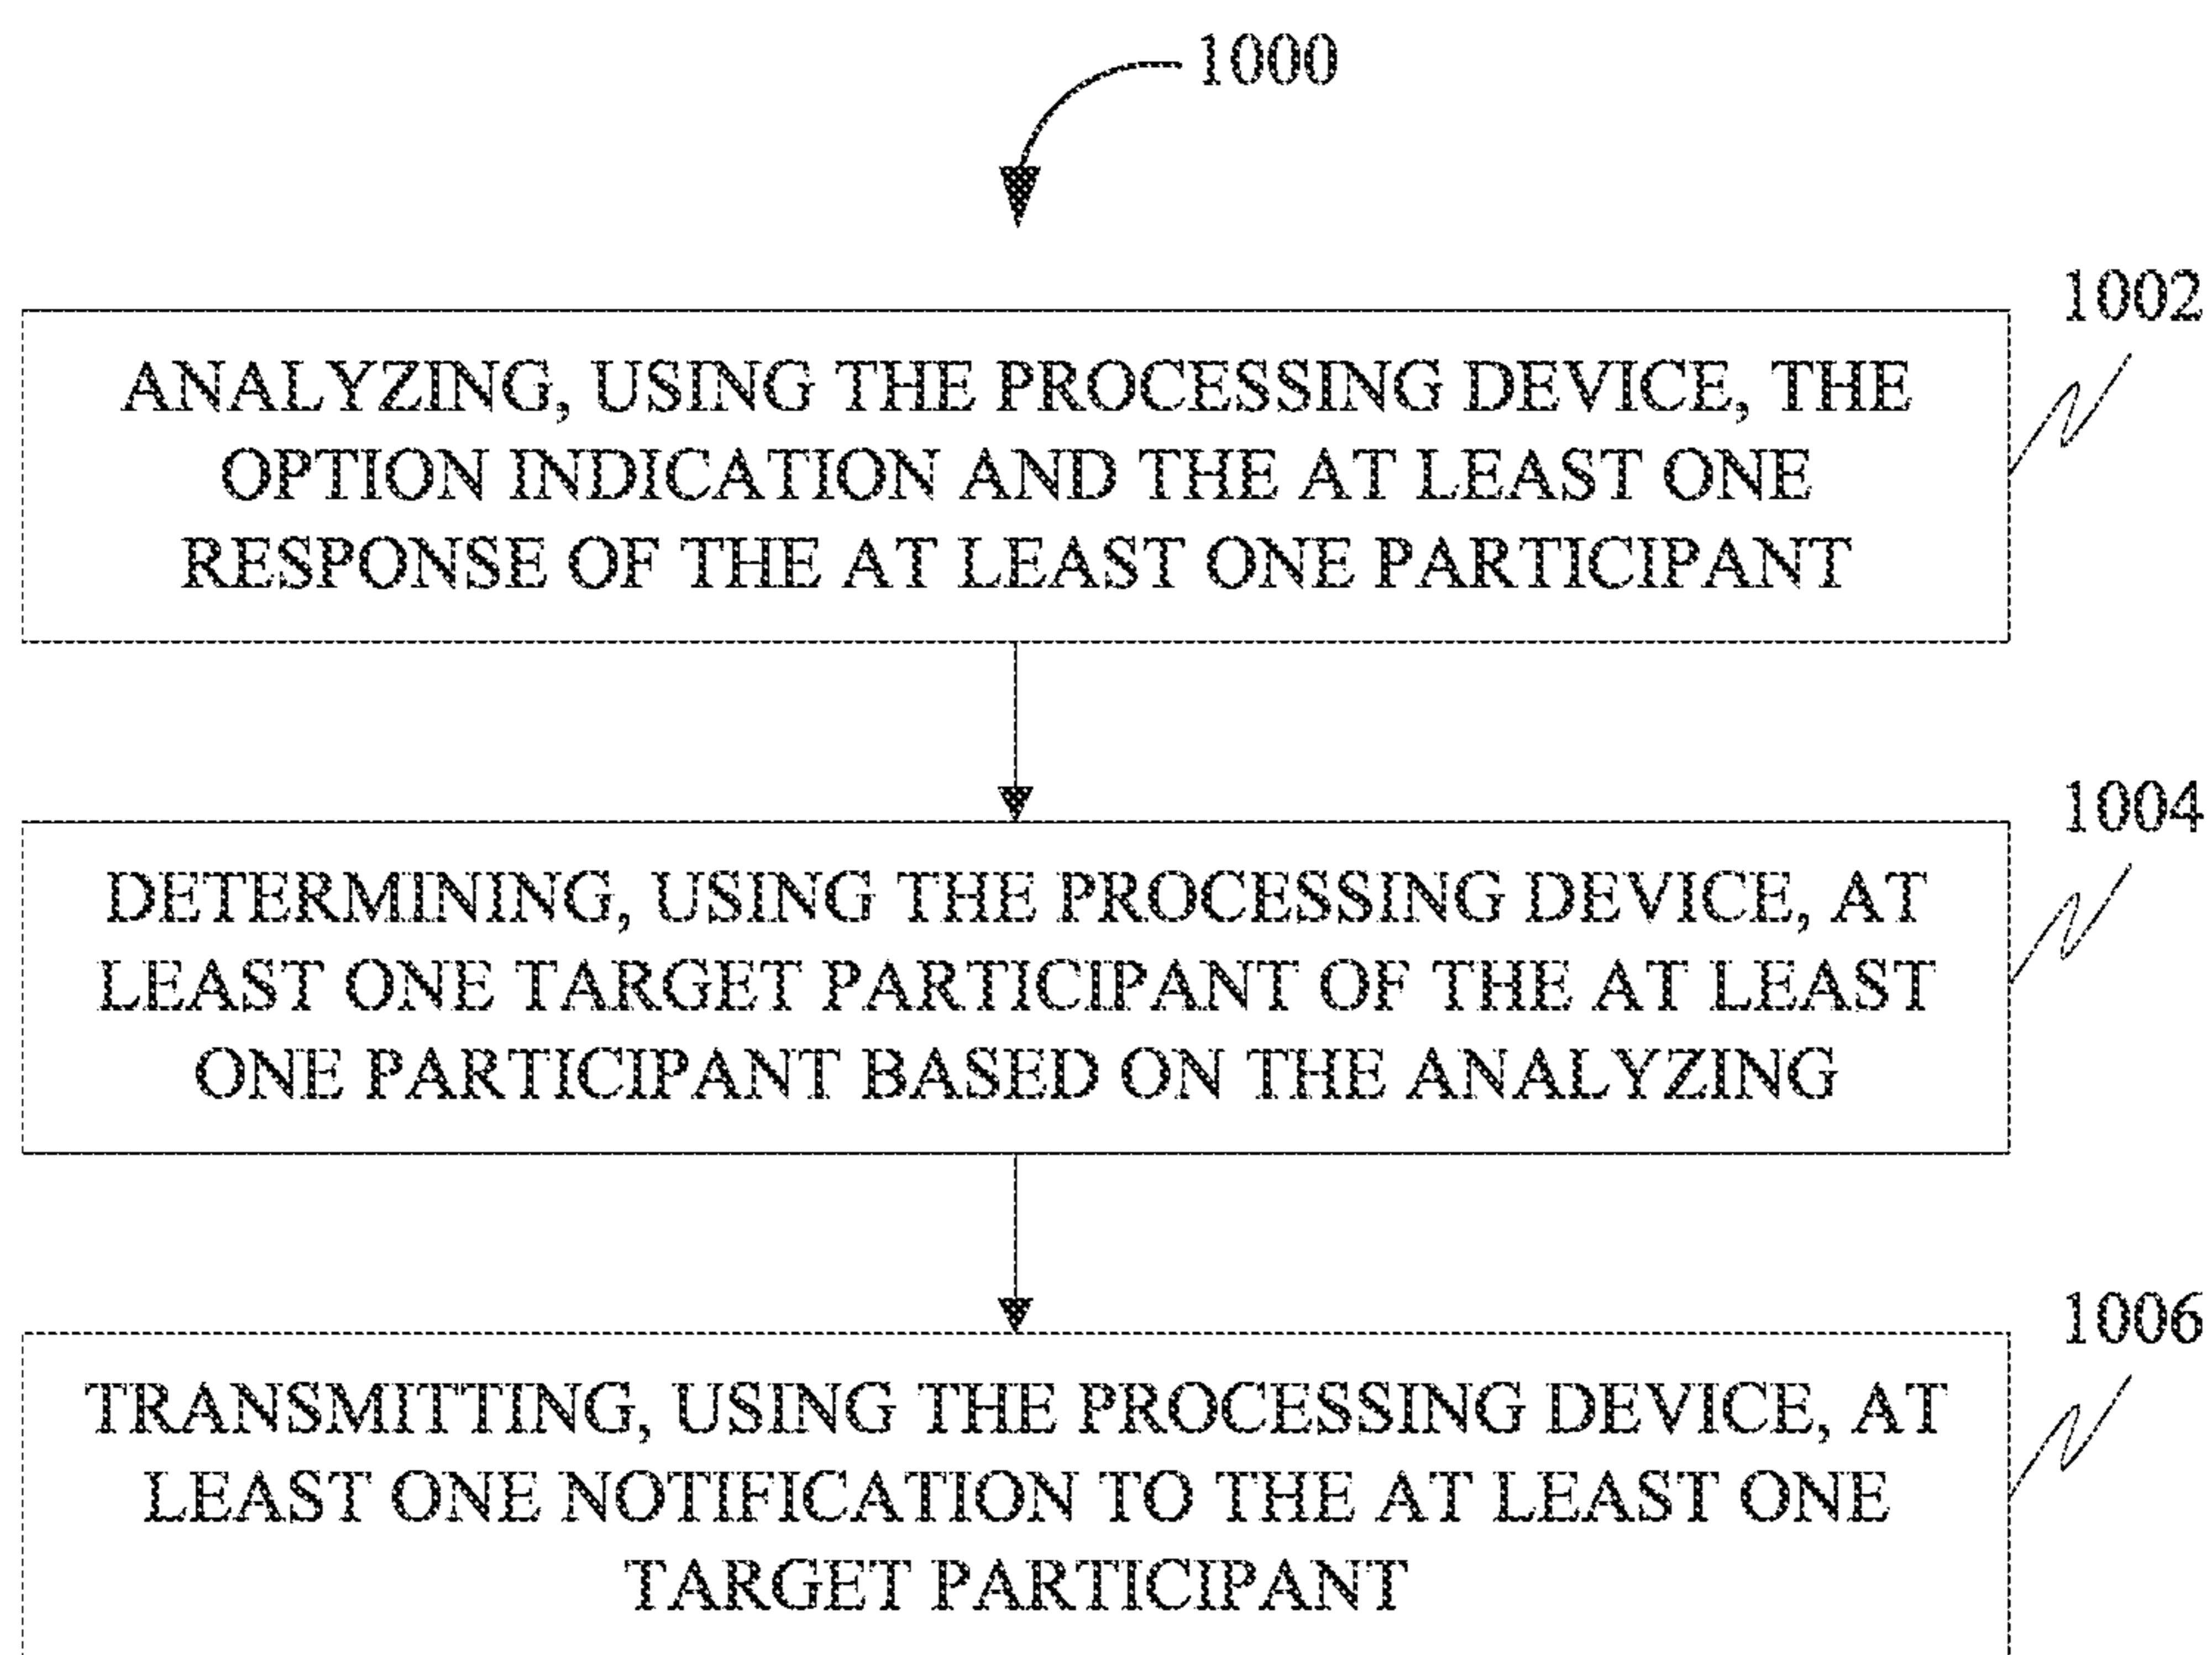 1000
1002
ANALYZING, USING THE PROCESSING DEVICE, THE
OPTION INDICATION AND THE AT LEAST ONE
RESPONSE OF THE AT LEAST ONE PARTICIPANT
1004
DETERMINING, USING THE PROCESSING DEVICE, AT
LEAST ONE TARGET PARTICIPANT OF THE AT LEAST
ONE PARTICIPANT BASED ON THE ANALYZING
1006
TRANSMITTING, USING THE PROCESSING DEVICE, AT
LEAST ONE NOTIFICATION TO THE AT LEAST ONE
TARGET PARTICIPANT